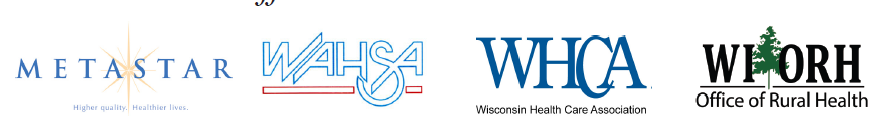 METASTAR
Higher quality. Healthier lives.
WAHSA
WHCA
Wisconsin Health Care Association
WI ORH
Office of Rural Health